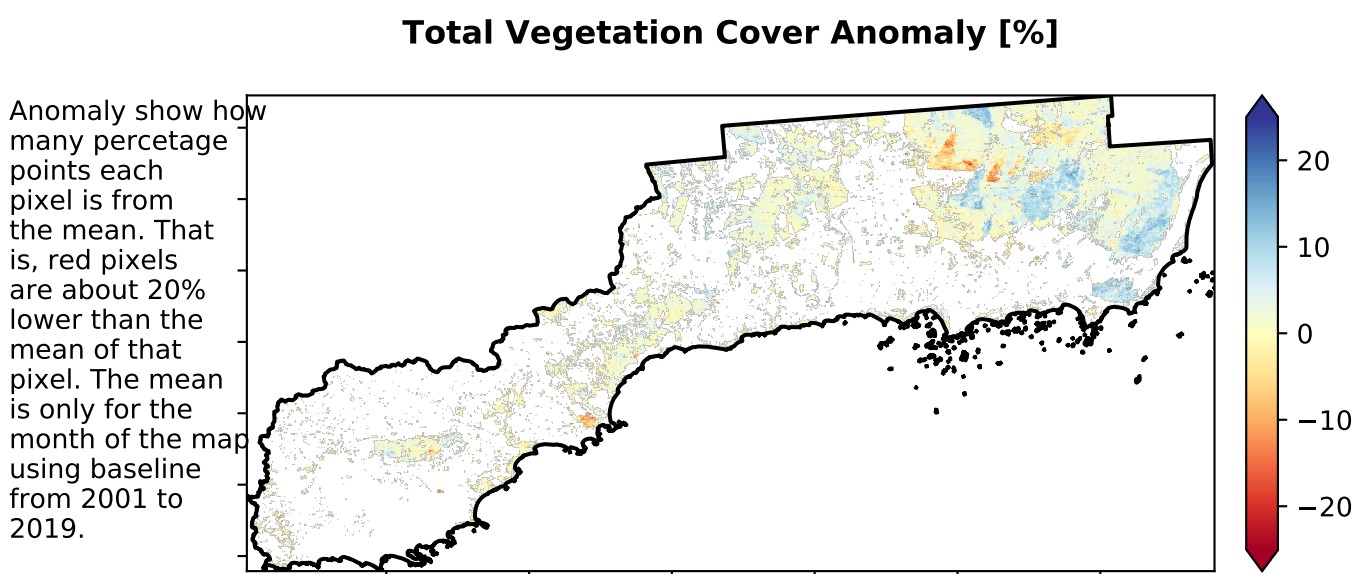 Total Vegetation Cover Anomaly [%]
Anomaly show how
many percetage
points each
pixel is from
the mean. That
is, red pixels
are about 20%
lower than the
mean of that
pixel. The mean
is only for the
month of the map
using baseline
from 2001 to
2019.
20
10
0
−10
−20